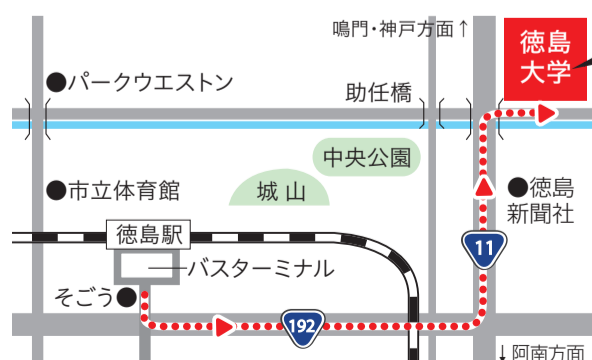 鳴門・神戸方面↑
徳島
大学
●パークウエストン
助任橋
中央公園
●市立体育館
城山
●徳島
新聞社
徳島駅
11
バスターミナル
そごう●
192
↓阿南方面